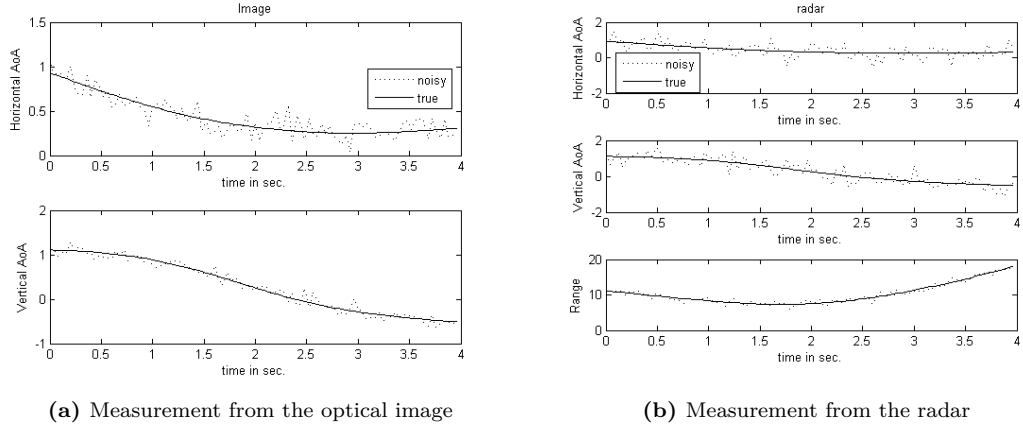 Image
1.5
1
0.5
0
Horizontal AoA
noisy
true
0 0.5 1 1.5 2 2.5 3 3.5 4
time in sec.
2
1
0
-1
Vertical AoA
0 0.5 1 1.5 2 2.5 3 3.5 4
time in sec.
(a) Measurement from the optical image
radar
2
0
-2
Horizontal AoA
noisy
true
0 0.5 1 1.5 2 2.5 3 3.5 4
time in sec.
2
0
-2
Vertical AoA
0 0.5 1 1.5 2 2.5 3 3.5 4
time in sec.
20
10
0
Range
0 0.5 1 1.5 2 2.5 3 3.5 4
time in sec.
(b) Measurement from the radar